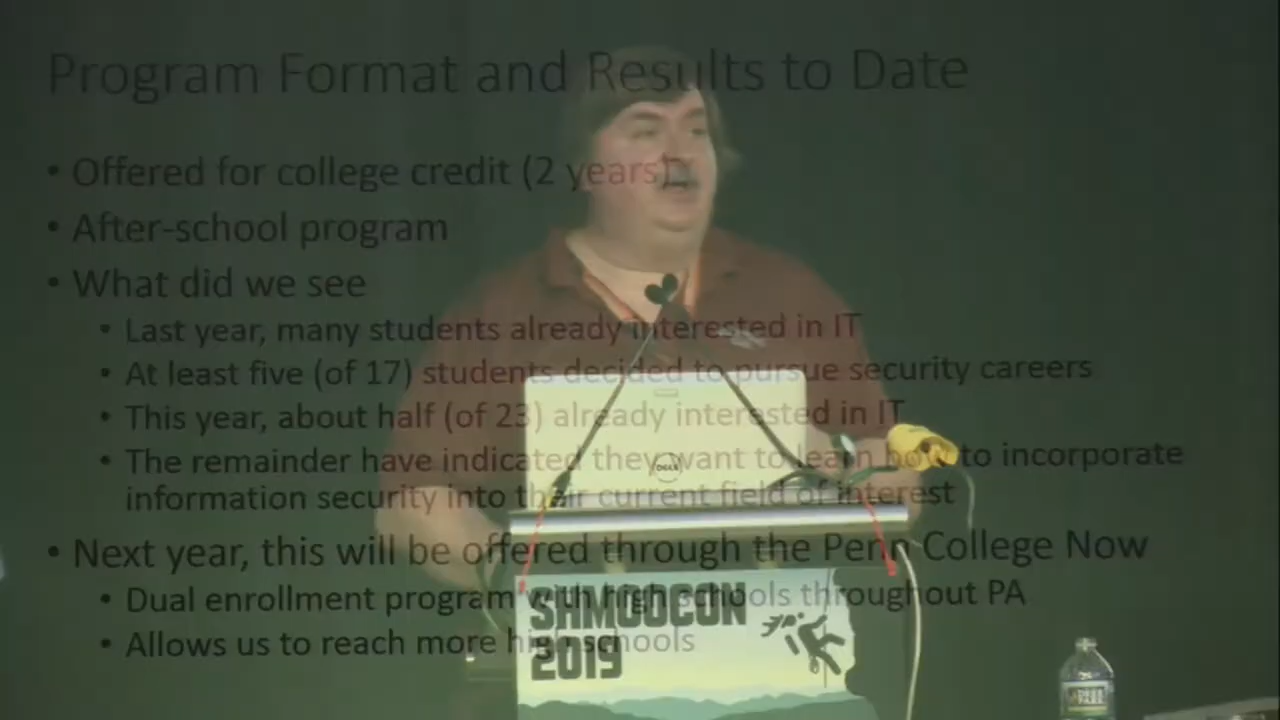 Program Format and Results to Date
• Offered for college credit (2 years)
• After-school program
• What did we see
• Last year, many students already interested in IT
• At least five (of 17) students decided to pursue security careers
• This year, about half (of 23) already interested in IT
• The remainder have indicated they want to learn how to incorporate
information security into their current field of interest
• Next year, this will be offered through the Penn College Now
• Dual enrollment program with high schools throughout PA
• Allows us to reach more high schools
DELL
SHMOOCON
2019
DEER
PARK